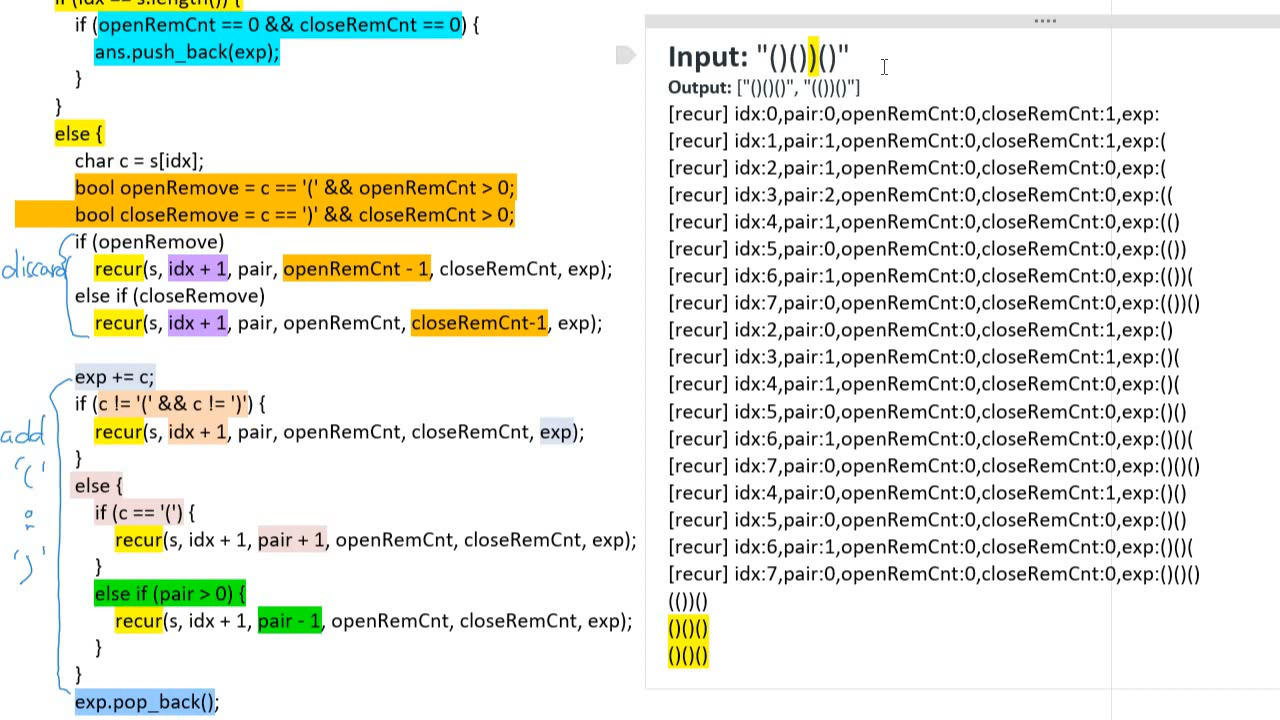 if (idx == s.length()) {
if (openRemCnt == 0 && closeRemCnt == 0) {
ans.push_back(exp);
}
}
else {
char c = s[idx];
bool openRemove = c == '(' && openRemCnt > 0;
bool closeRemove = c == ')' && closeRemCnt > 0;
if (openRemove)
recur(s, idx + 1, pair, openRemCnt - 1, closeRemCnt, exp);
else if (closeRemove)
recur(s, idx + 1, pair, openRemCnt, closeRemCnt-1, exp);
discard
exp += c;
if (c != '(' && c != ')') {
recur(s, idx + 1, pair, openRemCnt, closeRemCnt, exp);
}
else {
if (c == '(') {
recur(s, idx + 1, pair + 1, openRemCnt, closeRemCnt, exp);
}
else if (pair > 0) {
recur(s, idx + 1, pair - 1, openRemCnt, closeRemCnt, exp);
}
}
exp.pop_back();
add
'('
or
')'
Input: "()())()"
Output: ["()()()", "(())()"]
[recur] idx:0,pair:0,openRemCnt:0,closeRemCnt:1,exp:
[recur] idx:1,pair:1,openRemCnt:0,closeRemCnt:1,exp:(
[recur] idx:2,pair:1,openRemCnt:0,closeRemCnt:0,exp:(
[recur] idx:3,pair:2,openRemCnt:0,closeRemCnt:0,exp:((
[recur] idx:4,pair:1,openRemCnt:0,closeRemCnt:0,exp:(()
[recur] idx:5,pair:0,openRemCnt:0,closeRemCnt:0,exp:(())
[recur] idx:6,pair:1,openRemCnt:0,closeRemCnt:0,exp:(())(
[recur] idx:7,pair:0,openRemCnt:0,closeRemCnt:0,exp:(())()
[recur] idx:2,pair:0,openRemCnt:0,closeRemCnt:1,exp:()
[recur] idx:3,pair:1,openRemCnt:0,closeRemCnt:1,exp:()(
[recur] idx:4,pair:1,openRemCnt:0,closeRemCnt:0,exp:()(
[recur] idx:5,pair:0,openRemCnt:0,closeRemCnt:0,exp:()()
[recur] idx:6,pair:1,openRemCnt:0,closeRemCnt:0,exp:()()(
[recur] idx:7,pair:0,openRemCnt:0,closeRemCnt:0,exp:()()()
[recur] idx:4,pair:0,openRemCnt:0,closeRemCnt:1,exp:()()
[recur] idx:5,pair:0,openRemCnt:0,closeRemCnt:0,exp:()()
[recur] idx:6,pair:1,openRemCnt:0,closeRemCnt:0,exp:()()(
[recur] idx:7,pair:0,openRemCnt:0,closeRemCnt:0,exp:()()()
(())()
()()()
()()()